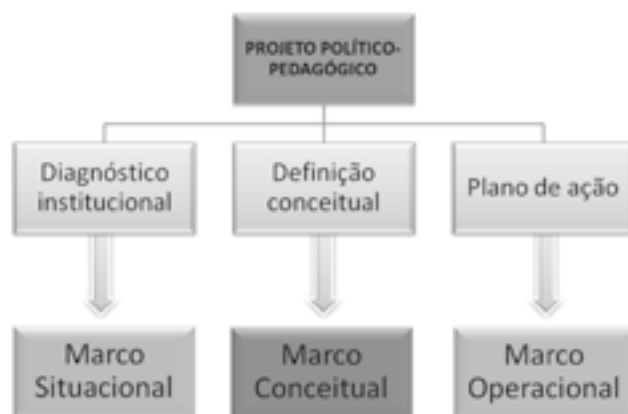 PROJETO POLÍTICO-
PEDAGÓGICO
Diagnóstico
institucional
Definição
conceitual
Plano de ação
Marco
Situacional
Marco
Conceitual
Marco
Operacional